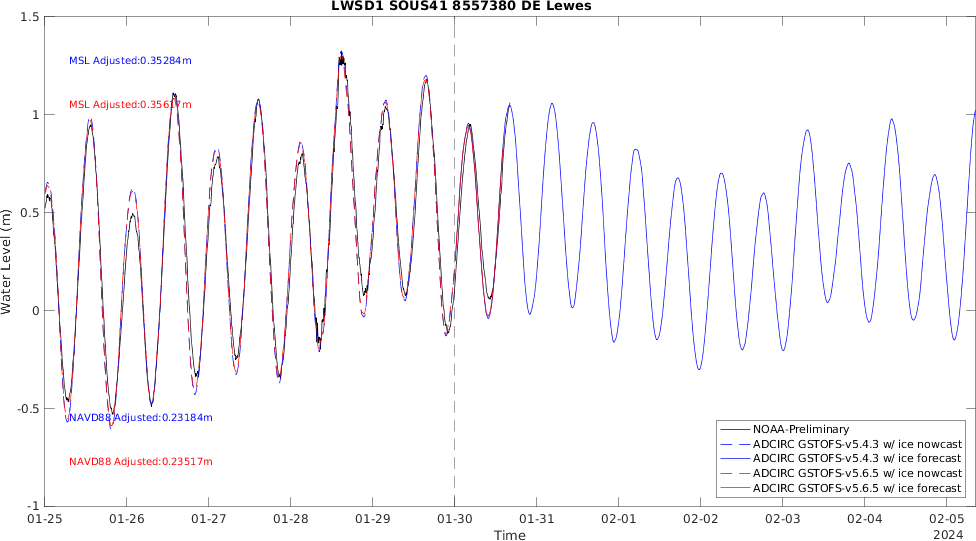 LWSD1 SOUS41 8557380 DE Lewes
1.5
MSL Adjusted:0.35284m
MSL Adjusted:0.35617m
1
0.5
Water Level (m)
0
-0.5
NAVD88 Adjusted:0.23184m
NAVD88 Adjusted:0.23517m
NOAA-Preliminary
ADCIRC GSTOFS-v5.4.3 w/ ice nowcast
ADCIRC GSTOFS-v5.4.3 w/ ice forecast
ADCIRC GSTOFS-v5.6.5 w/ ice nowcast
ADCIRC GSTOFS-v5.6.5 w/ ice forecast
-1
01-25 01-26 01-27 01-28 01-29 01-30 01-31 02-01 02-02 02-03 02-04 02-05
Time 2024